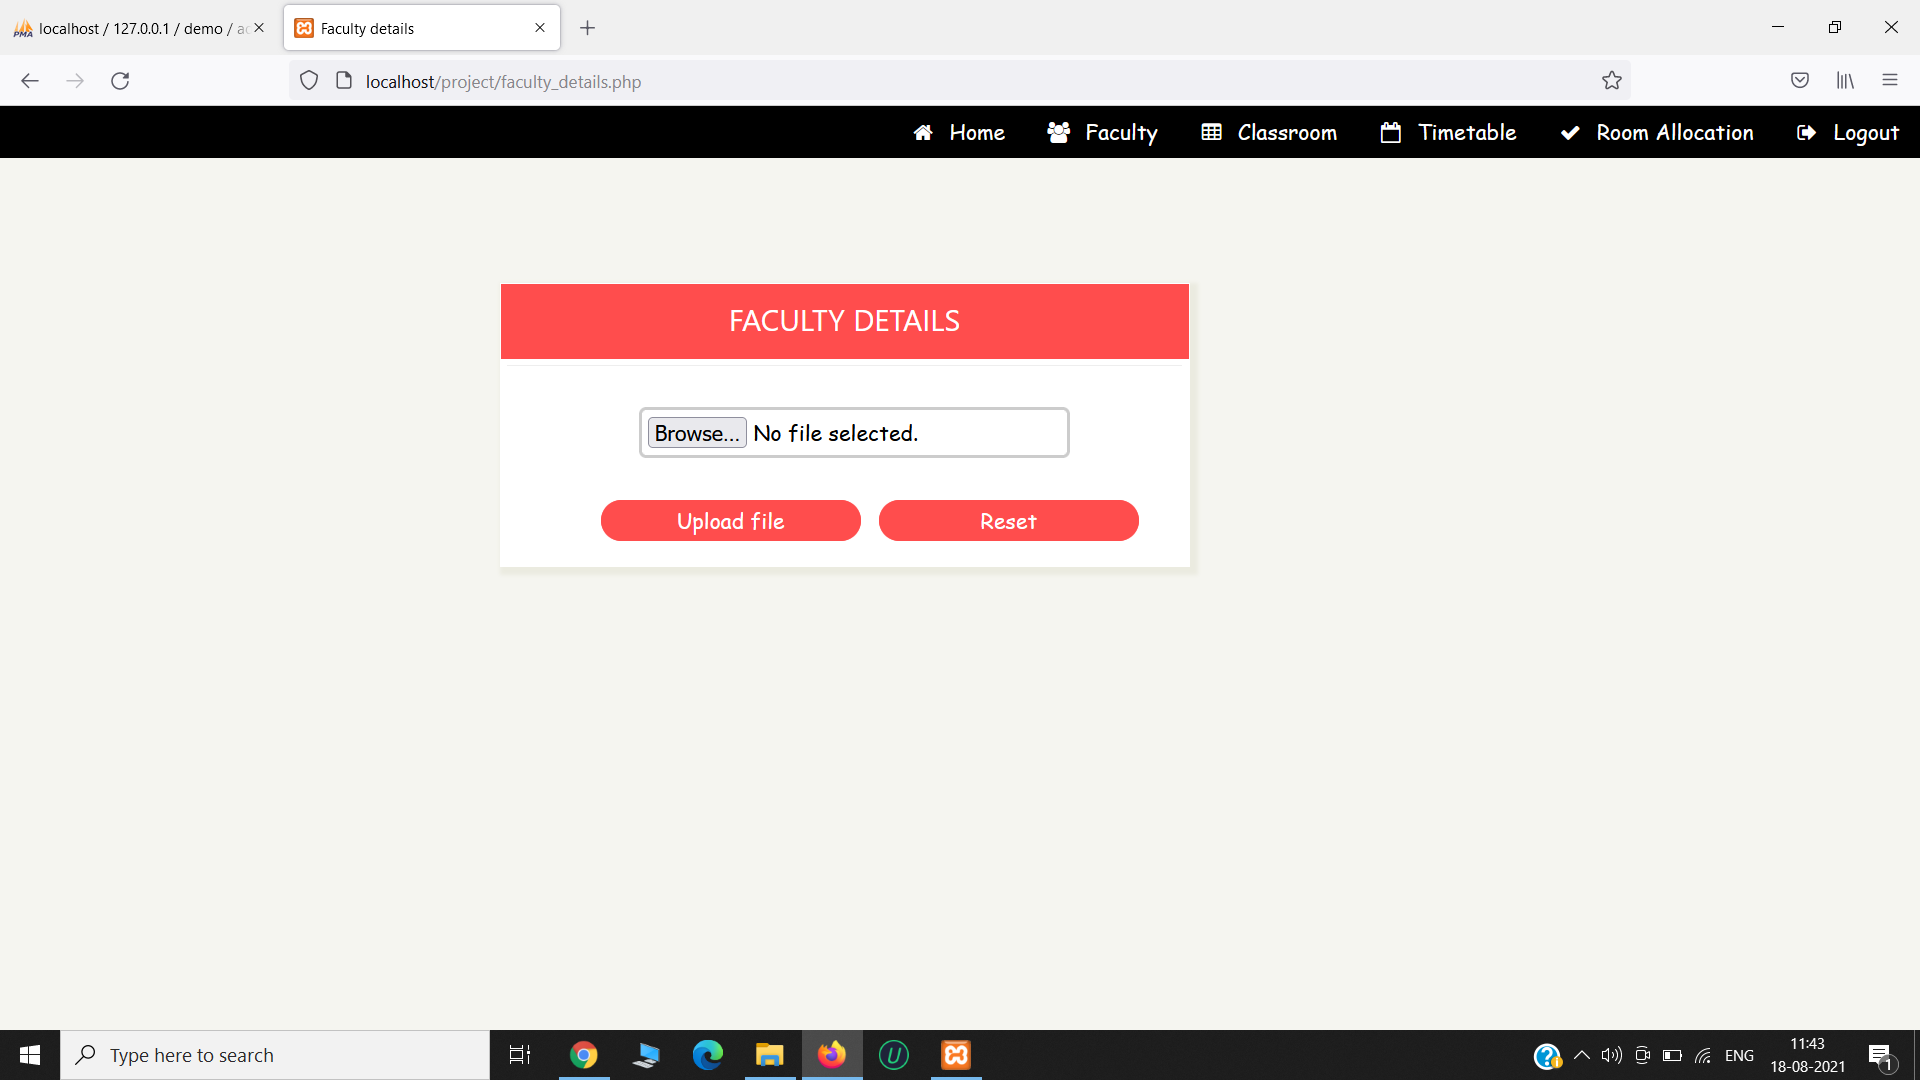 localhost / 127.0.0.1 / demo / ac
Faculty details
localhost/project/faculty_details.php
Home Faculty Classroom Timetable Room Allocation Logout
FACULTY DETAILS
Browse... No file selected.
Upload file Reset
Type here to search
ENG
11:43
18-08-2021
1